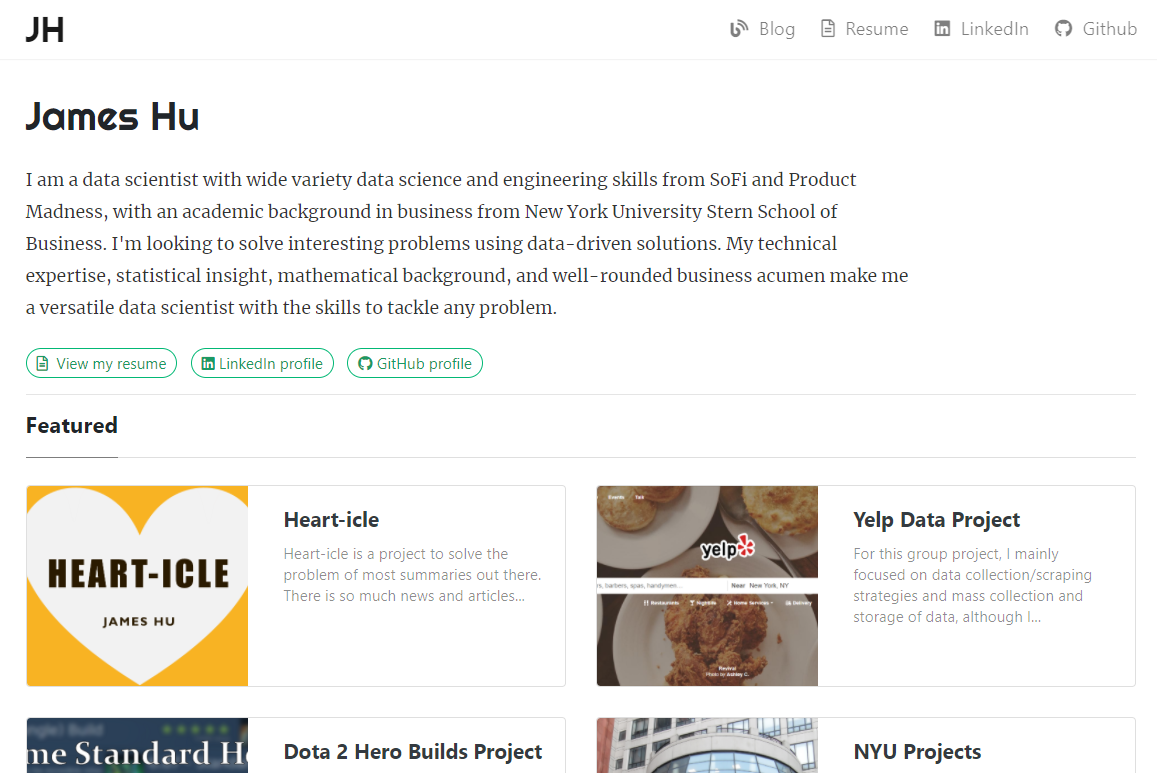 JH
Blog
Resume
LinkedIn
Github
James Hu
I am a data scientist with wide variety data science and engineering skills from SoFi and Product
Madness, with an academic background in business from New York University Stern School of
Business. I'm looking to solve interesting problems using data-driven solutions. My technical
expertise, statistical insight, mathematical background, and well-rounded business acumen make me
a versatile data scientist with the skills to tackle any problem.
View my resume
LinkedIn profile
GitHub profile
Featured
HEART-ICLE
JAMES HU
Heart-icle
Heart-icle is a project to solve the
problem of most summaries out there.
There is so much news and articles...
Events Talk
yelp
s, barbers, spas, handymen... Near New York, NY
Restaurants Nightlife Home Services Delivery
Revival
Photo by Ashley C.
Yelp Data Project
For this group project, I mainly
focused on data collection/scraping
strategies and mass collection and
storage of data, although I...
Build
me Standard He
Dota 2 Hero Builds Project
NYU Projects